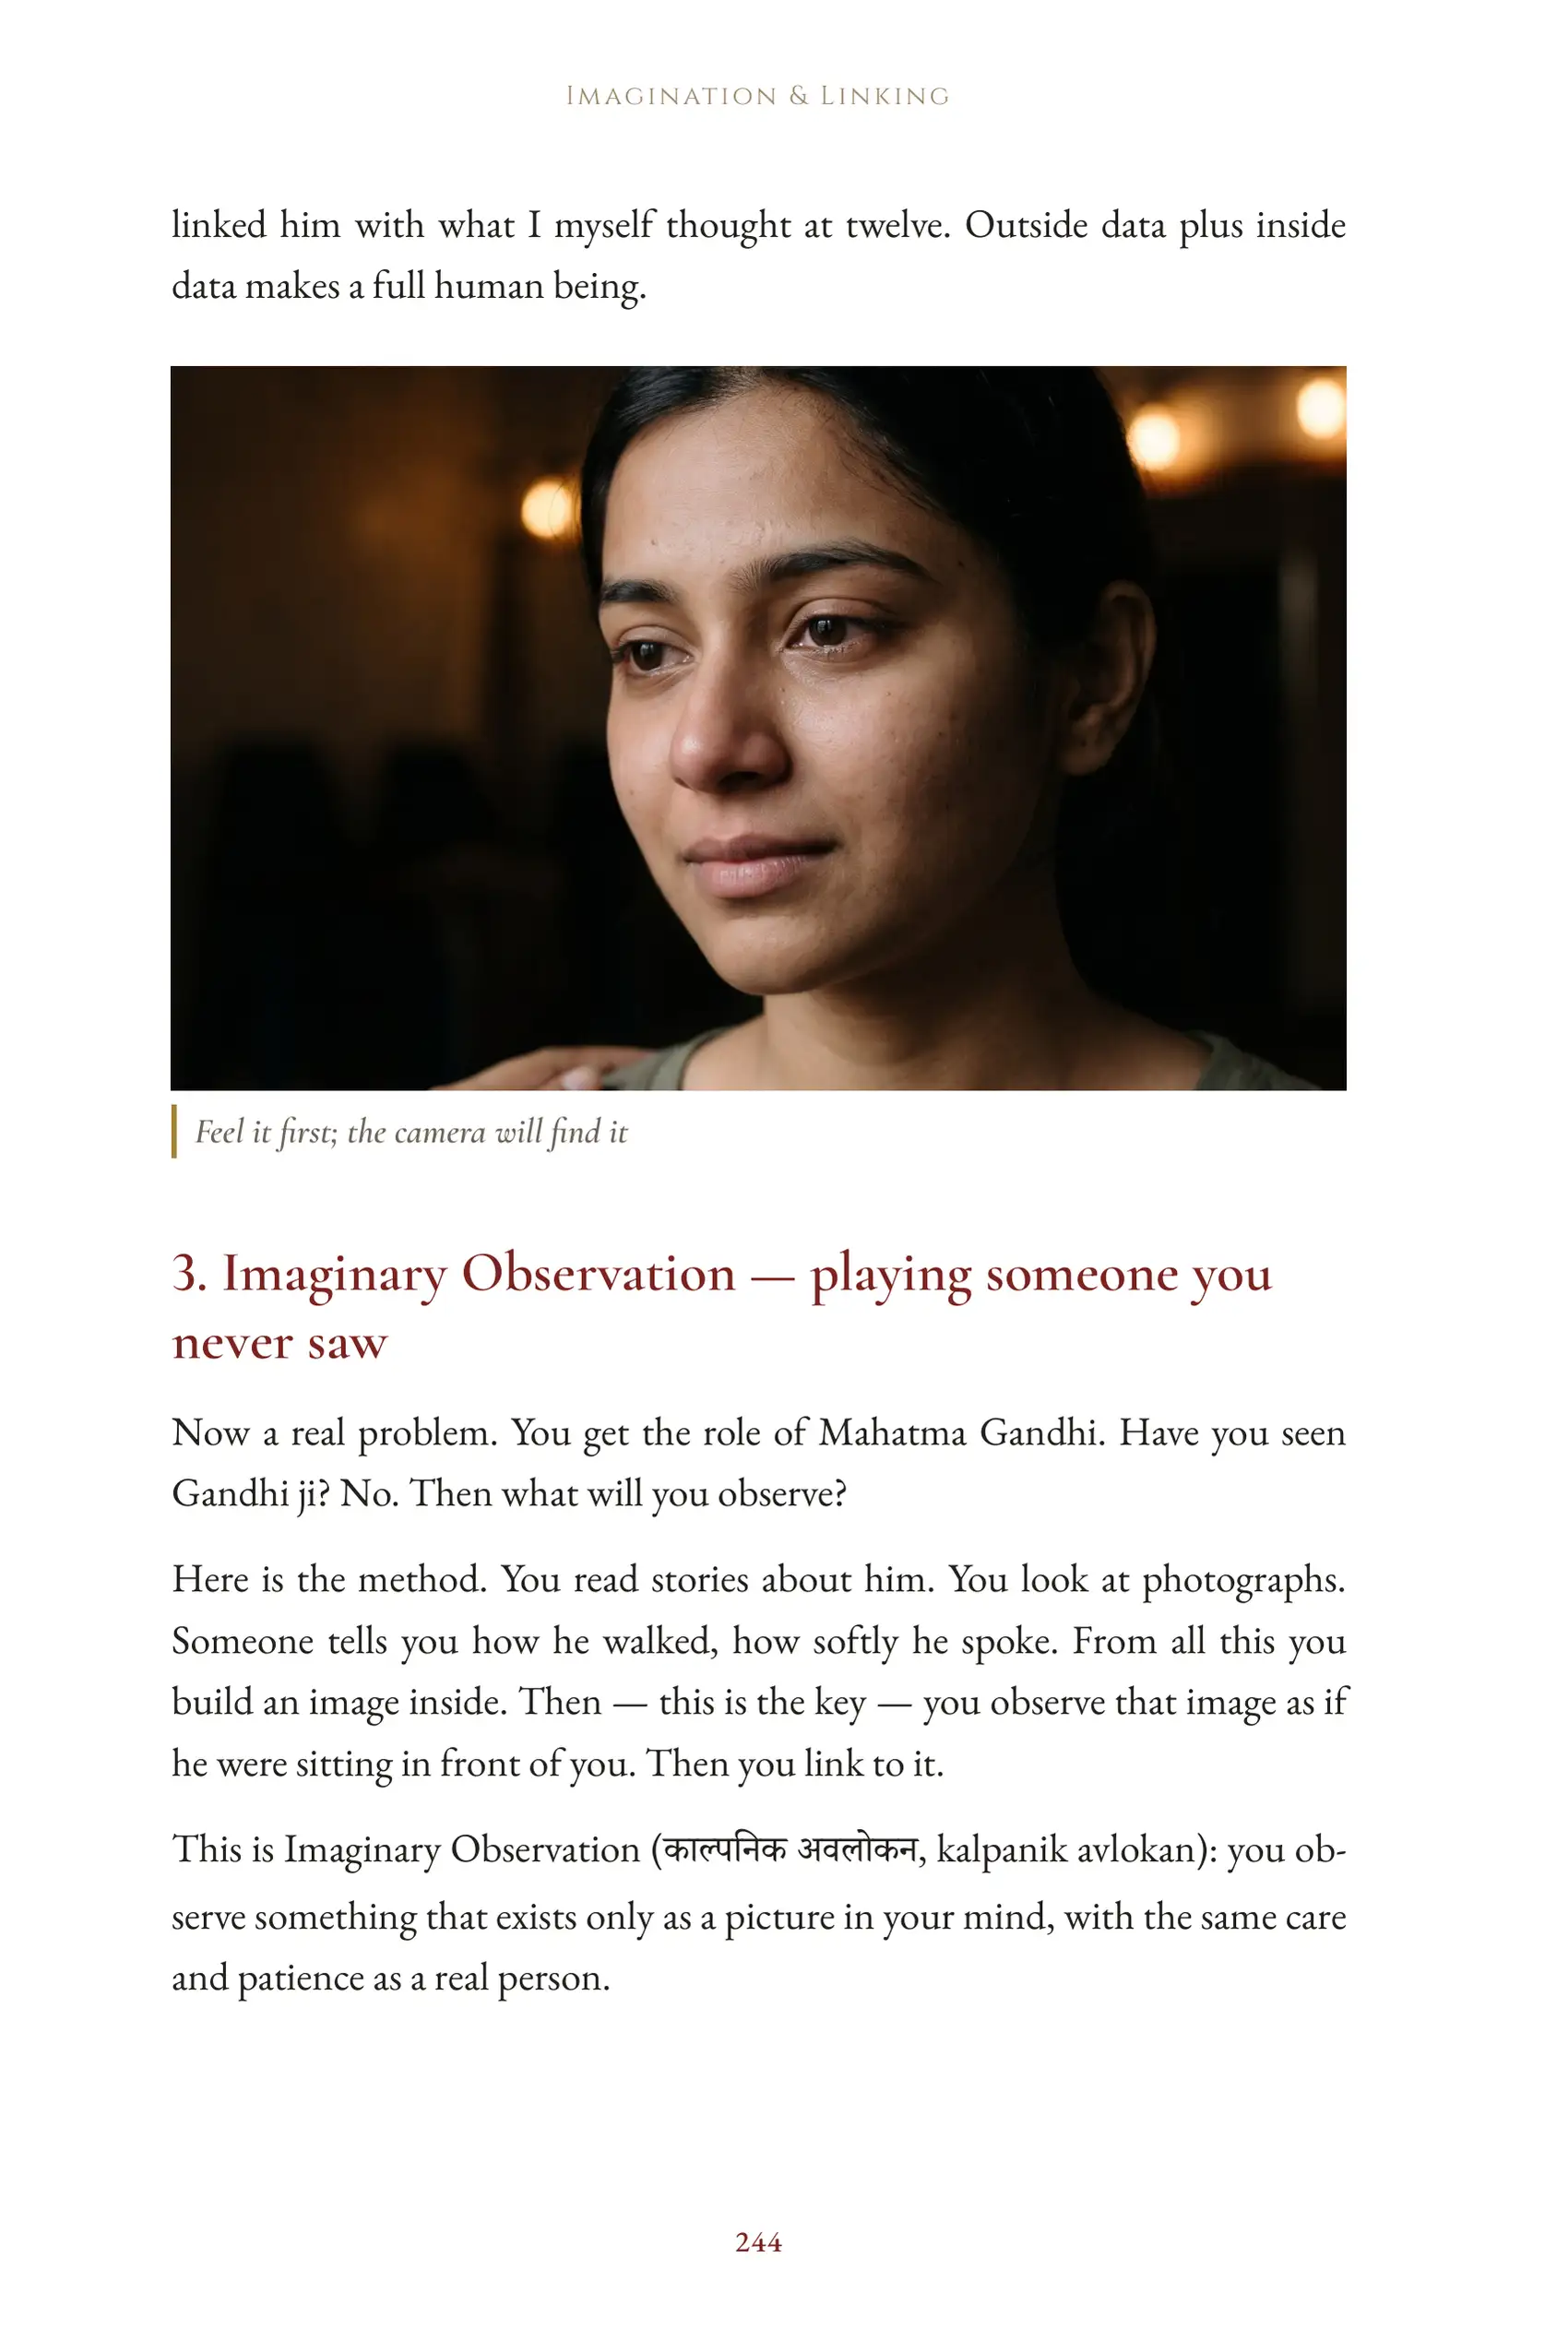 Imagination & Linking
linked him with what I myself thought at twelve. Outside data plus inside
data makes a full human being.
Feel it first; the camera will find it
3. Imaginary Observation — playing someone you
never saw
Now a real problem. You get the role of Mahatma Gandhi. Have you seen
Gandhi ji? No. Then what will you observe?
Here is the method. You read stories about him. You look at photographs.
Someone tells you how he walked, how softly he spoke. From all this you
build an image inside. Then — this is the key — you observe that image as if
he were sitting in front of you. Then you link to it.
This is Imaginary Observation (काल्पनिक अवलोकन, kalpanik avlokan): you ob-
serve something that exists only as a picture in your mind, with the same care
and patience as a real person.
244